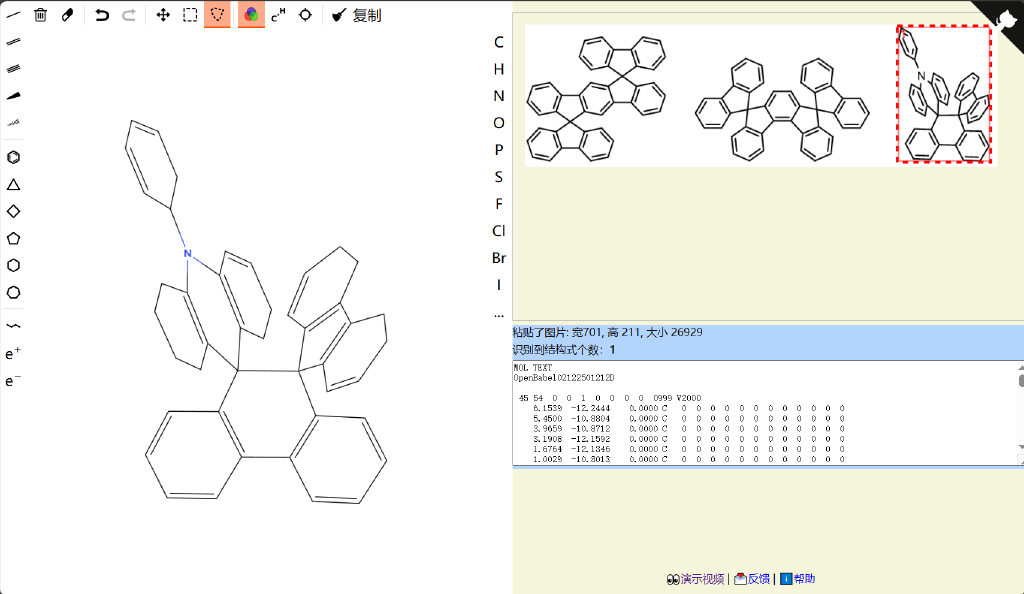 C^H
复制
C
H
N
O
P
S
F
Cl
Br
I
...
e⁺
e⁻
N
N
粘贴了图片: 宽701, 高 211, 大小 26929
识别到结构式个数: 1
MOL TEXT
OpenBabel02122501212D
45 54 0 0 1 0 0 0 0 0999 V2000
6.1539 -12.2444 0.0000 C 0 0 0 0 0 0 0 0 0 0 0 0
5.4500 -10.8804 0.0000 C 0 0 0 0 0 0 0 0 0 0 0 0
3.9659 -10.8712 0.0000 C 0 0 0 0 0 0 0 0 0 0 0 0
3.1908 -12.1592 0.0000 C 0 0 0 0 0 0 0 0 0 0 0 0
1.6764 -12.1346 0.0000 C 0 0 0 0 0 0 0 0 0 0 0 0
1.0029 -10.8013 0.0000 C 0 0 0 0 0 0 0 0 0 0 0 0
演示视频 | 反馈 | 帮助